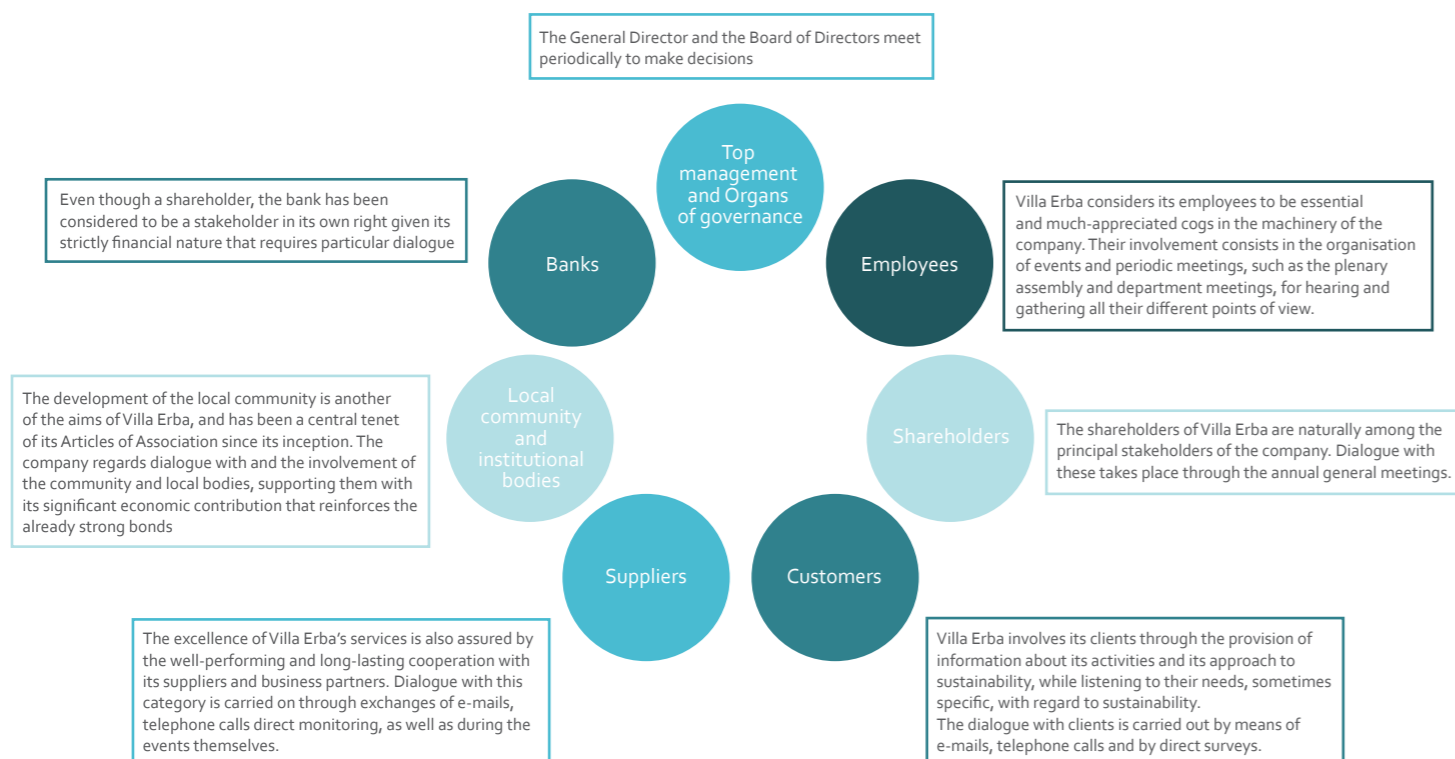 The General Director and the Board of Directors meet
periodically to make decisions
Top
management
and Organs
of governance
Even though a shareholder, the bank has been
considered to be a stakeholder in its own right given its
strictly financial nature that requires particular dialogue
Banks
Employees
Villa Erba considers its employees to be essential
and much-appreciated cogs in the machinery of the
company. Their involvement consists in the organisation
of events and periodic meetings, such as the plenary
assembly and department meetings, for hearing and
gathering all their different points of view.
The development of the local community is another
of the aims of Villa Erba, and has been a central tenet
of its Articles of Association since its inception. The
company regards dialogue with and the involvement of
the community and local bodies, supporting them with
its significant economic contribution that reinforces the
already strong bonds
Local
community
and
institutional
bodies
Shareholders
The shareholders of Villa Erba are naturally among the
principal stakeholders of the company. Dialogue with
these takes place through the annual general meetings.
Suppliers
Customers
The excellence of Villa Erba's services is also assured by
the well-performing and long-lasting cooperation with
its suppliers and business partners. Dialogue with this
category is carried on through exchanges of e-mails,
telephone calls direct monitoring, as well as during the
events themselves.
Villa Erba involves its clients through the provision of
information about its activities and its approach to
sustainability, while listening to their needs, sometimes
specific, with regard to sustainability.
The dialogue with clients is carried out by means of
e-mails, telephone calls and by direct surveys.